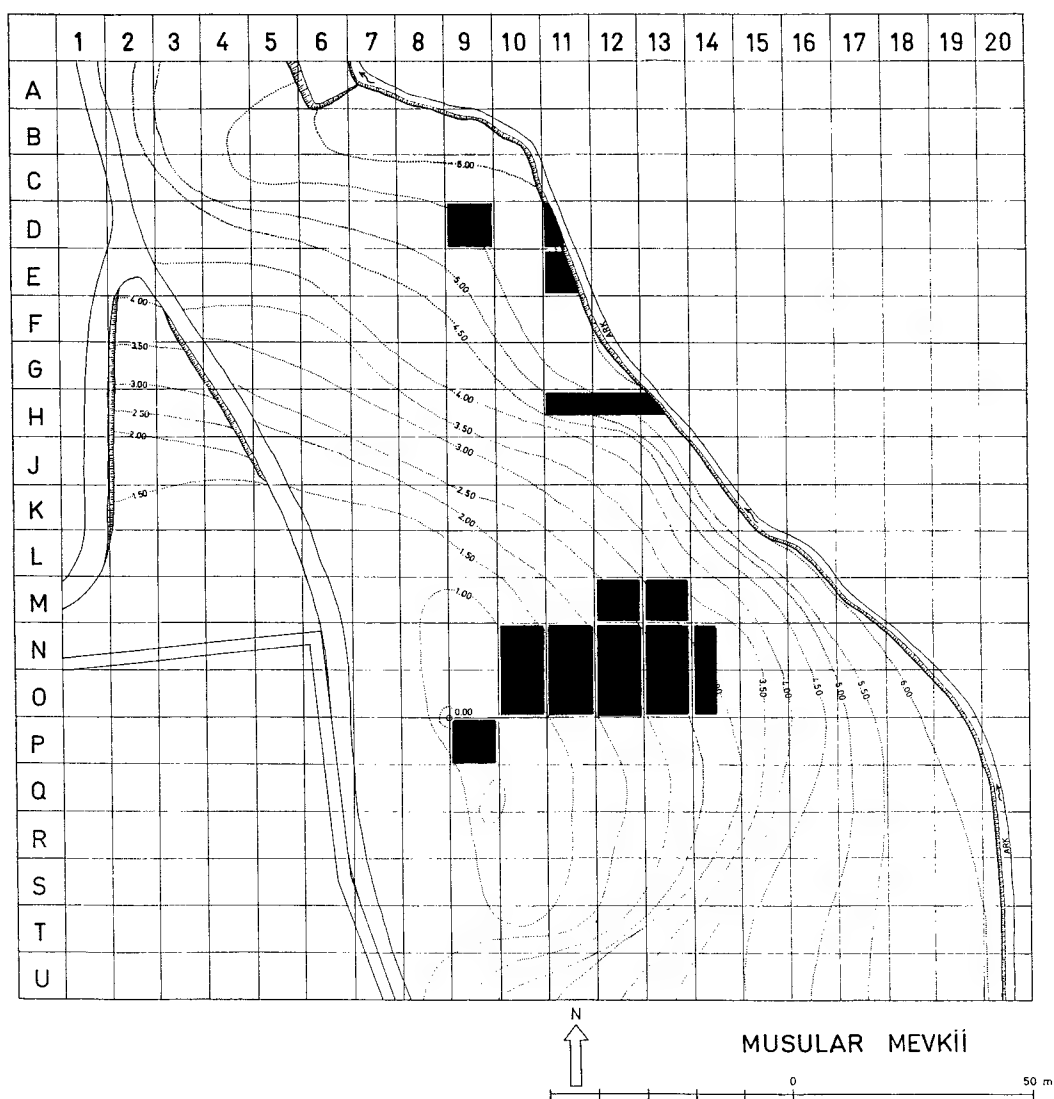 1 2 3 4 5 6 7 8 9 10 11 12 13 14 15 16 17 18 19 20
A
B
6.00
C
D
E
5.00
4.00
F
4.50
ARK
3.50
G
3.00
4.00
H
2.50
3.50
2.00
3.00
J
2.50
K
1.50
2.00
L
1.50
1.00
M
N
3.50 4.00 4.50 5.00 5.50 6.00
O
0.00
P
Q
R
ARK
S
T
U
N
MUSULAR MEVKİİ
0 50 m